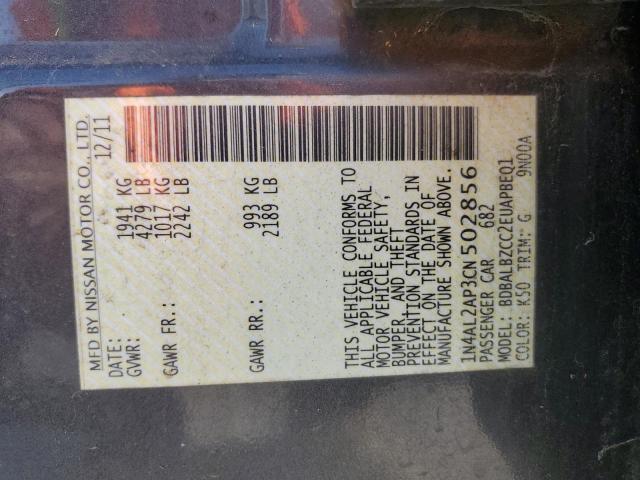 MFD BY NISSAN MOTOR CO., LTD.
DATE: 12/11
GVWR: 1941 KG
4279 LB
GAWR FR.: 1017 KG
2242 LB
GAWR RR.: 993 KG
2189 LB
THIS VEHICLE CONFORMS TO
ALL APPLICABLE FEDERAL
MOTOR VEHICLE SAFETY,
BUMPER, AND THEFT
PREVENTION STANDARDS IN
EFFECT ON THE DATE OF
MANUFACTURE SHOWN ABOVE.
1N4AL2AP3CN502856
PASSENGER CAR 682
MODEL: BDBALBZCC2EUAPBEQ1
COLOR: K50 TRIM: G 9N00A